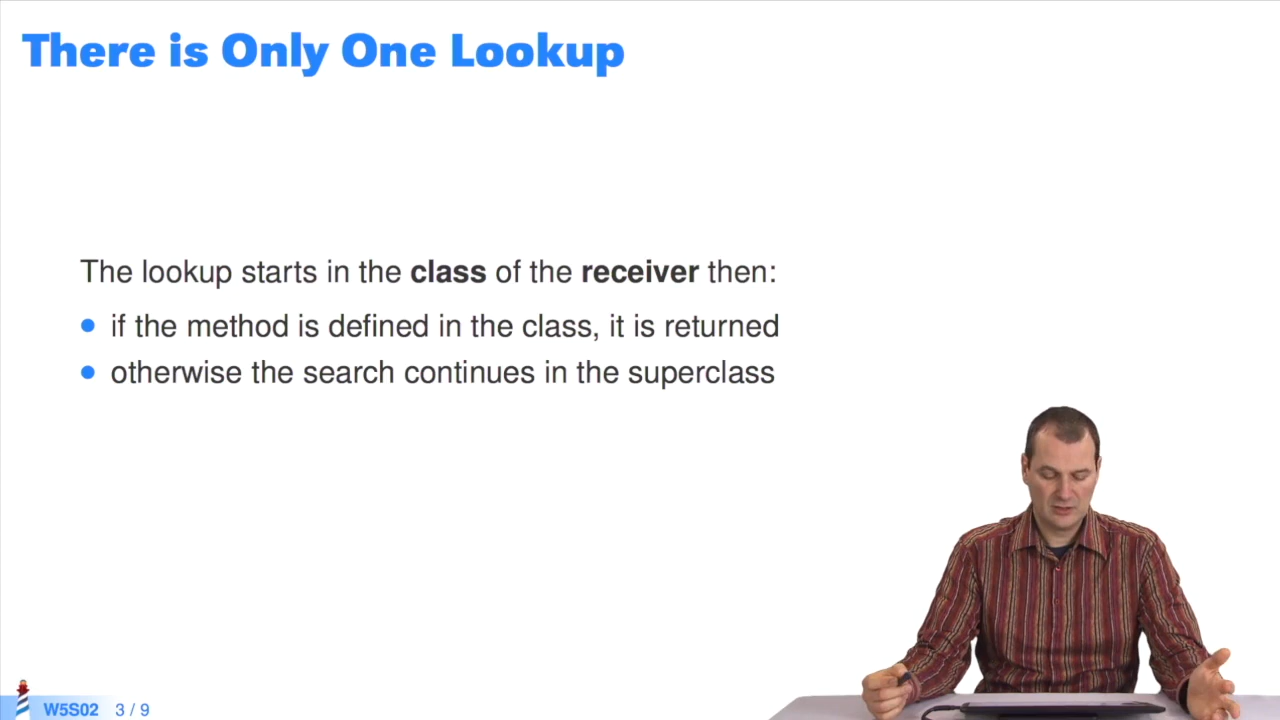 There is Only One Lookup
The lookup starts in the class of the receiver then:
if the method is defined in the class, it is returned
otherwise the search continues in the superclass
W5S02 3 / 9